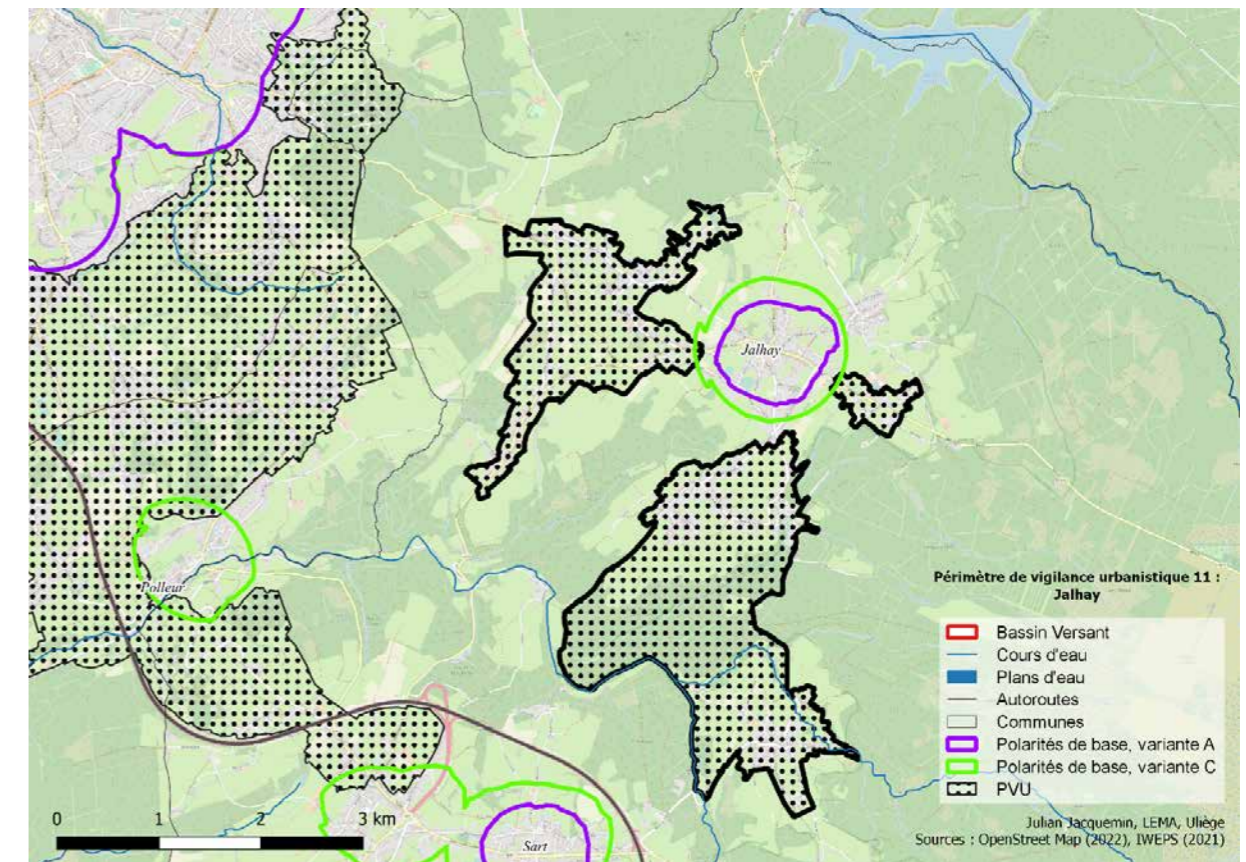 Jalhay
Polleur
Périmètre de vigilance urbanistique 11 :
Jalhay
Bassin Versant
Cours d'eau
Plans d'eau
Autoroutes
Communes
Polarités de base, variante A
Polarités de base, variante C
PVU
0 1 2 3 km
Sart
Julian Jacquemin, LEMA, Uliège
Sources : OpenStreet Map (2022), IWEPS (2021)